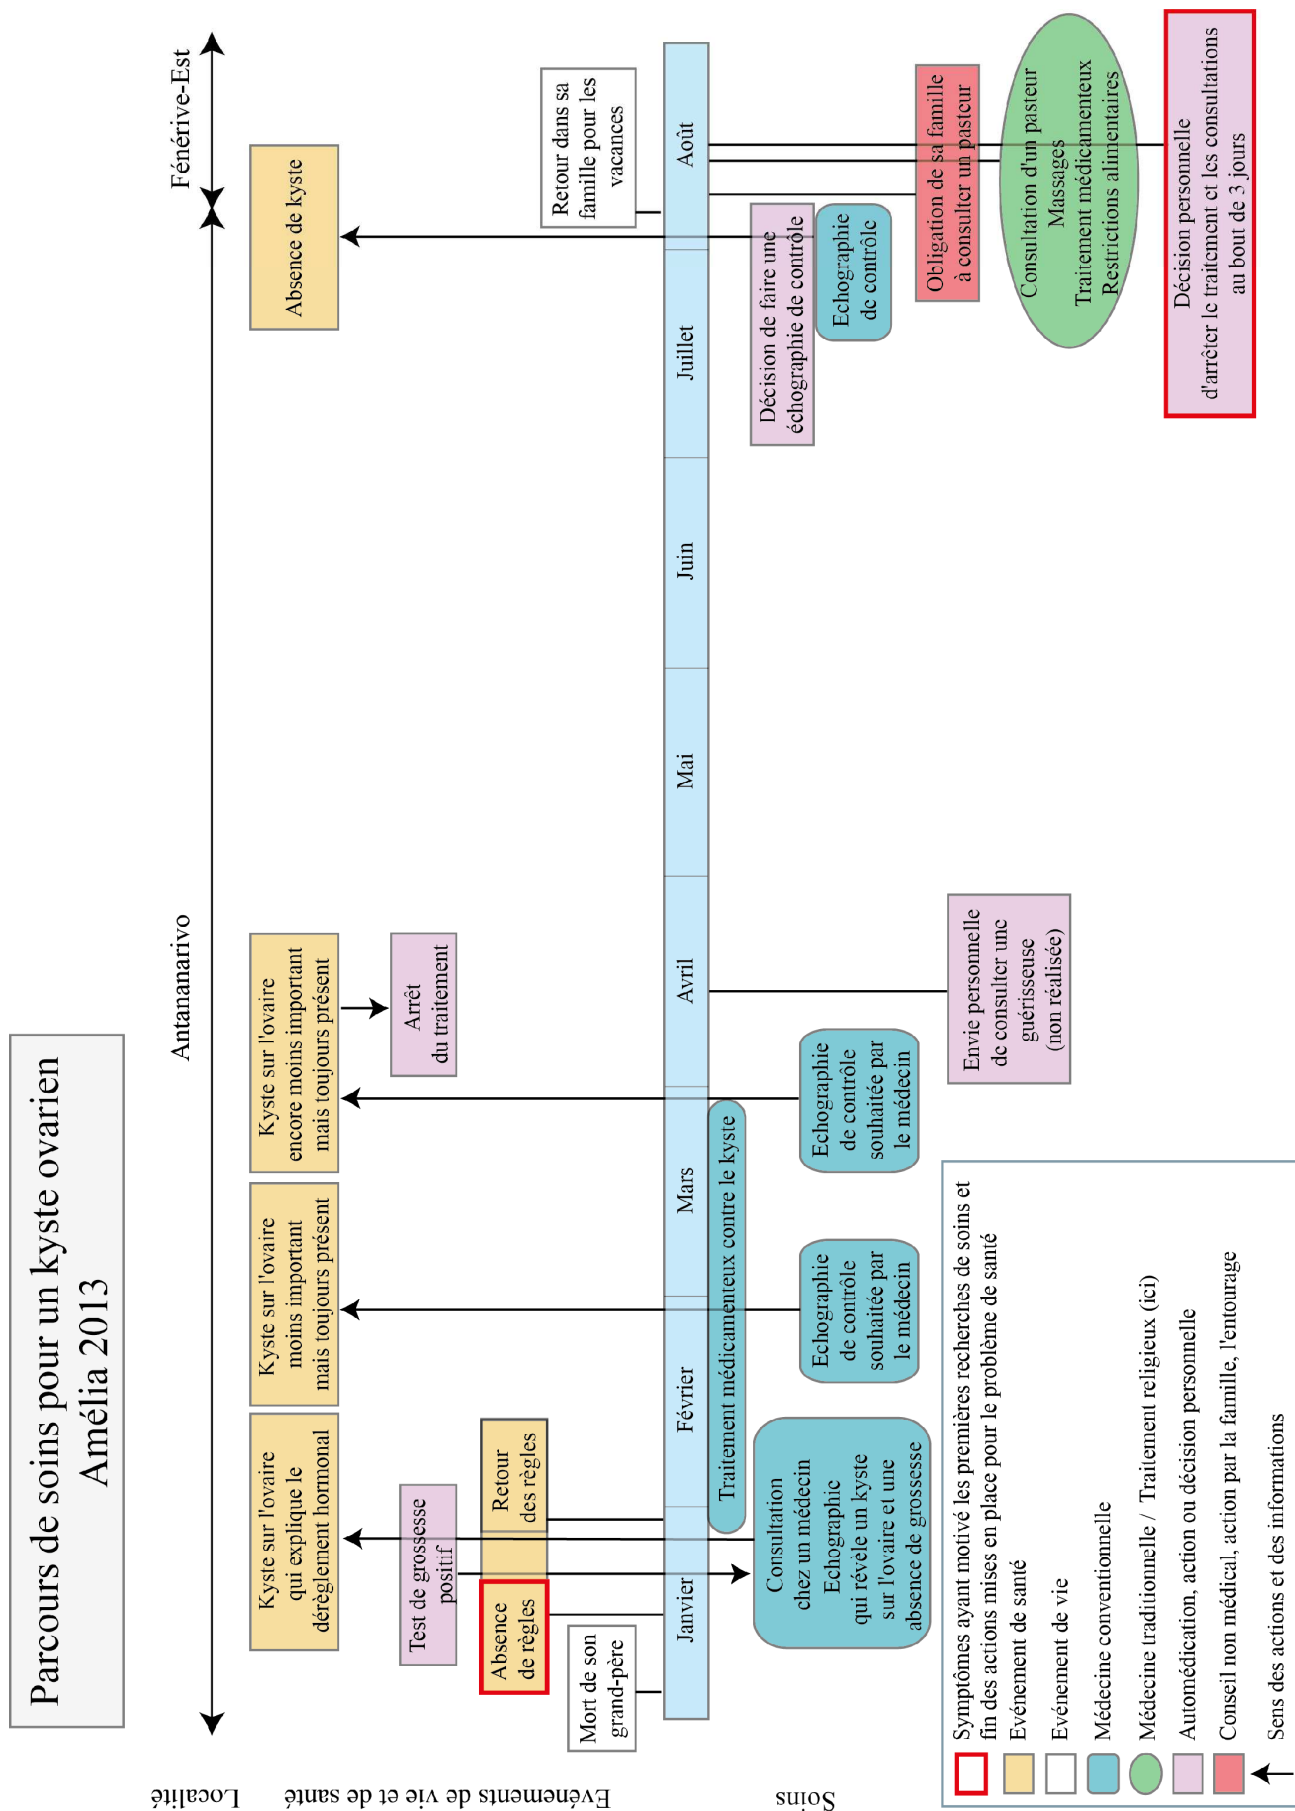 Parcours de soins pour un kyste ovarien
Amélia 2013
Localité
Antananarivo
Fénérive-Est
Evénements de vie et de santé
Kyste sur l'ovaire
qui explique le
dérèglement hormonal
Kyste sur l'ovaire
moins important
mais toujours présent
Kyste sur l'ovaire
encore moins important
mais toujours présent
Absence de kyste
Test de grossesse
positif
Arrêt
du traitement
Absence
de règles
Retour
des règles
Mort de son
grand-père
Retour dans sa
famille pour les
vacances
Janvier
Février
Mars
Avril
Mai
Juin
Juillet
Août
Soins
Traitement médicamenteux contre le kyste
Consultation
chez un médecin
Echographie
qui révèle un kyste
sur l'ovaire et une
absence de grossesse
Echographie
de contrôle
souhaitée par
le médecin
Echographie
de contrôle
souhaitée par
le médecin
Envie personnelle
de consulter une
guérisseuse
(non réalisée)
Décision de faire une
échographie de contrôle
Echographie
de contrôle
Obligation de sa famille
à consulter un pasteur
Consultation d'un pasteur
Massages
Traitement médicamenteux
Restrictions alimentaires
Décision personnelle
d'arrêter le traitement et les consultations
au bout de 3 jours
Symptômes ayant motivé les premières recherches de soins et
fin des actions mises en place pour le problème de santé
Evénement de santé
Evénement de vie
Médecine conventionnelle
Médecine traditionnelle / Traitement religieux (ici)
Automédication, action ou décision personnelle
Conseil non médical, action par la famille, l'entourage
Sens des actions et des informations